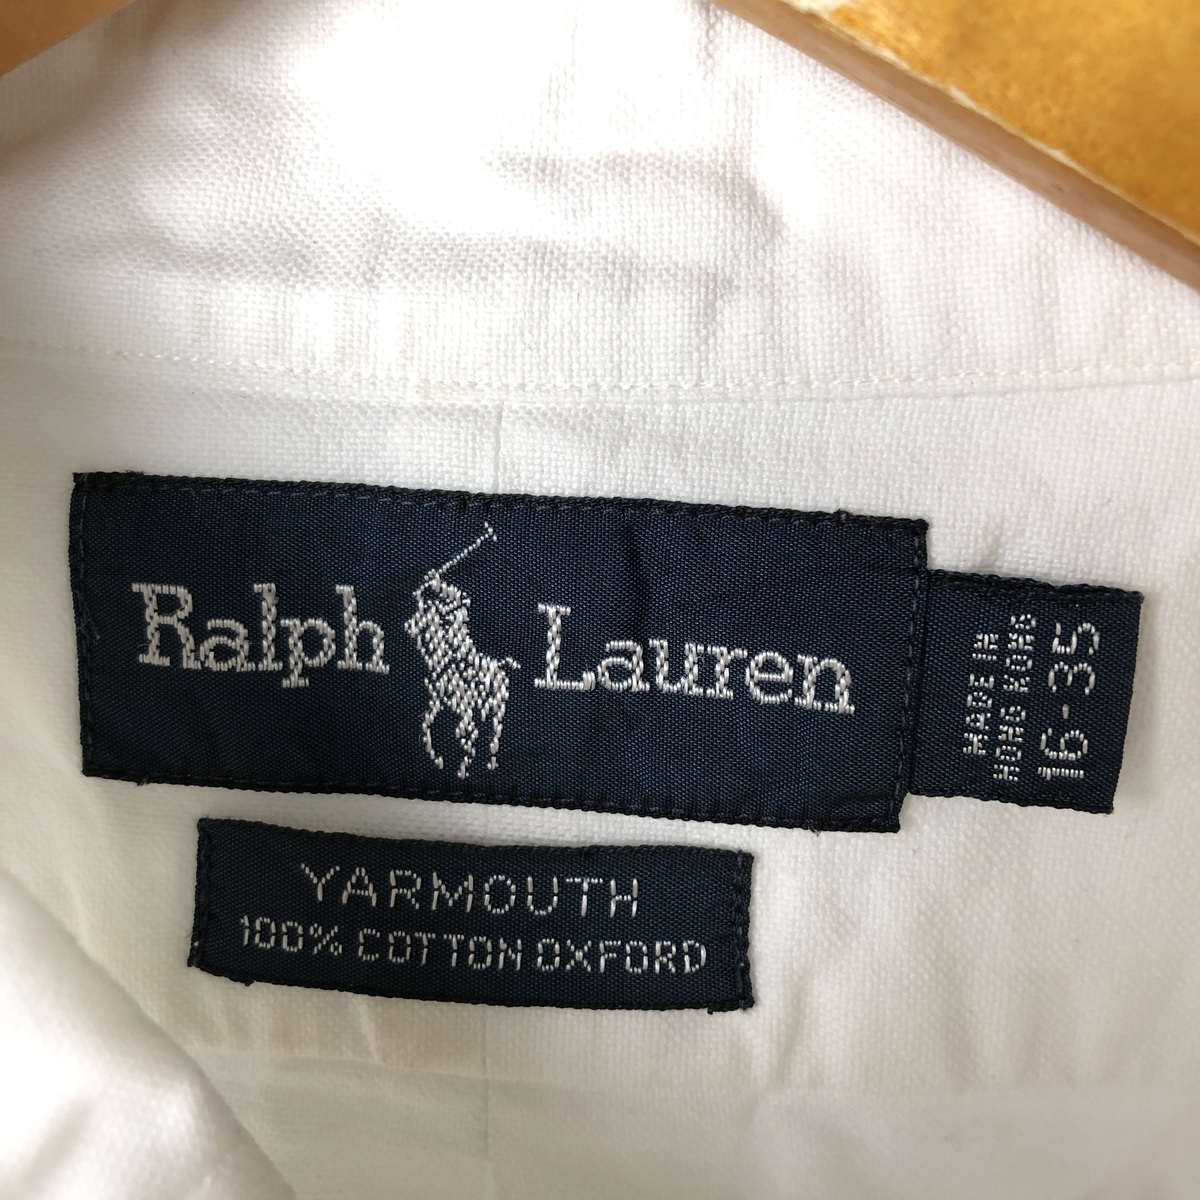 Ralph Lauren
MADE IN
HONG KONG
16-35
YARMOUTH
100% COTTON OXFORD